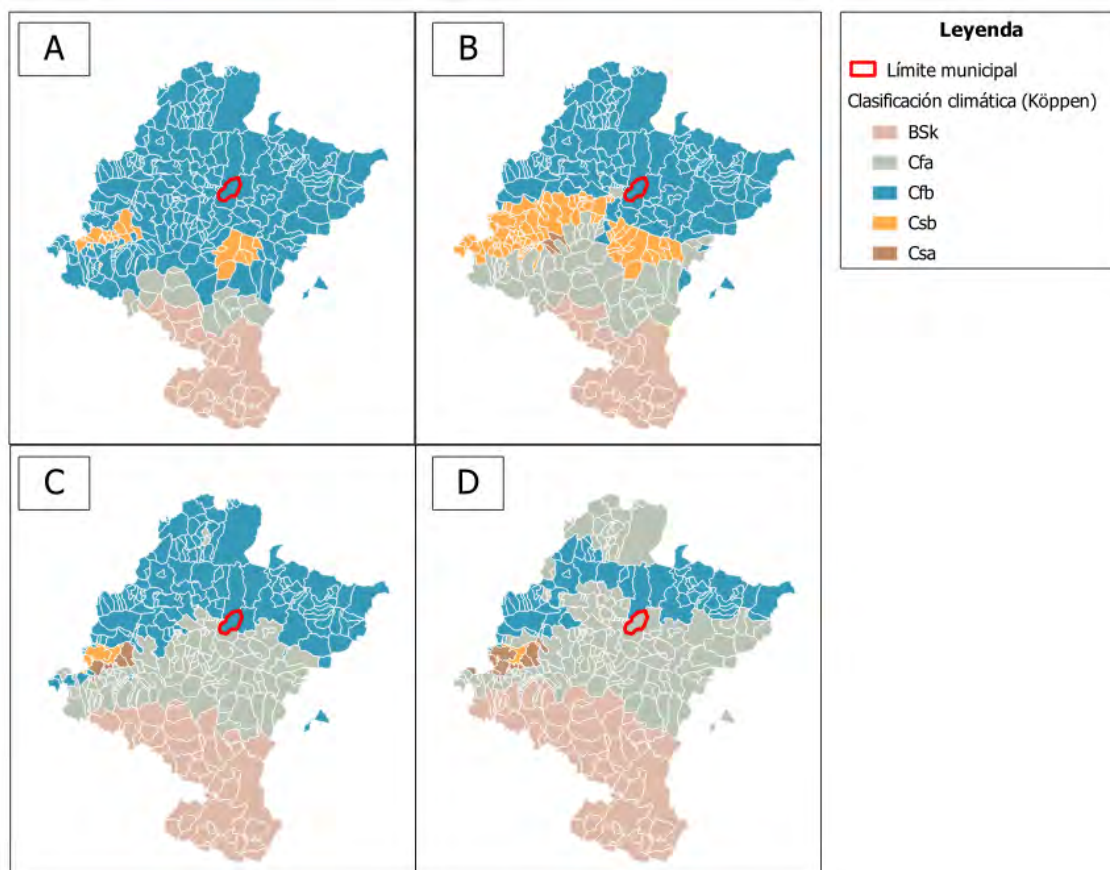 A
B
Leyenda
Límite municipal
Clasificación climática (Köppen)
BSk
Cfa
Cfb
Csb
Csa
C
D